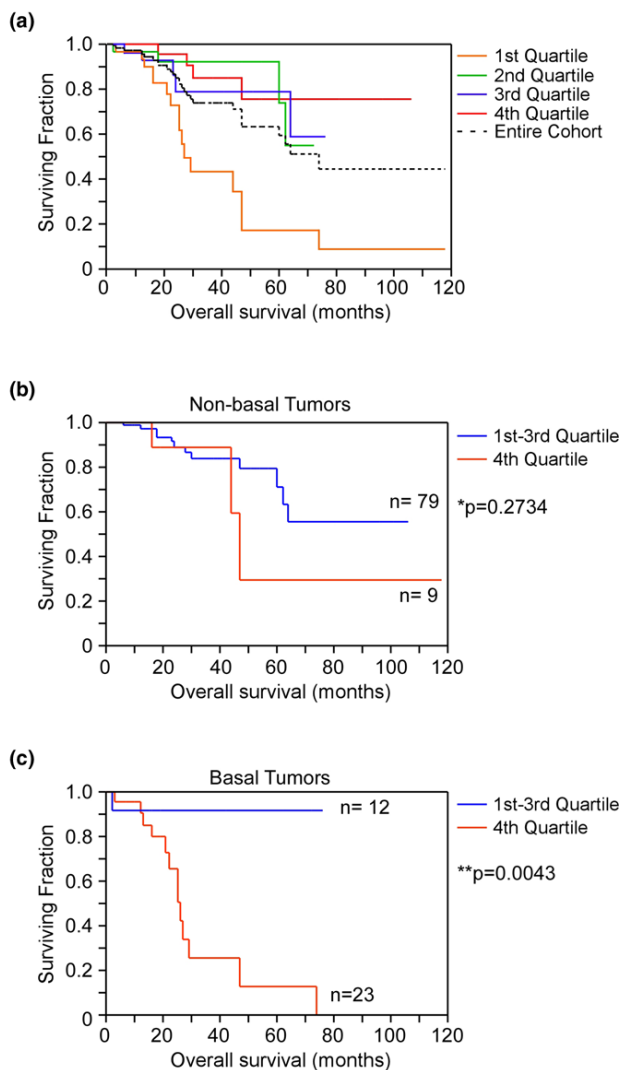 (a)
1.0
0.8
0.6
0.4
0.2
0
Surviving Fraction
0 20 40 60 80 100 120
Overall survival (months)
1st Quartile
2nd Quartile
3rd Quartile
4th Quartile
Entire Cohort
(b)
Non-basal Tumors
1.0
0.8
0.6
0.4
0.2
0
Surviving Fraction
n= 79
n= 9
0 20 40 60 80 100 120
Overall survival (months)
1st-3rd Quartile
4th Quartile
*p=0.2734
(c)
Basal Tumors
1.0
0.8
0.6
0.4
0.2
0
Surviving Fraction
n= 12
n=23
0 20 40 60 80 100 120
Overall survival (months)
1st-3rd Quartile
4th Quartile
**p=0.0043